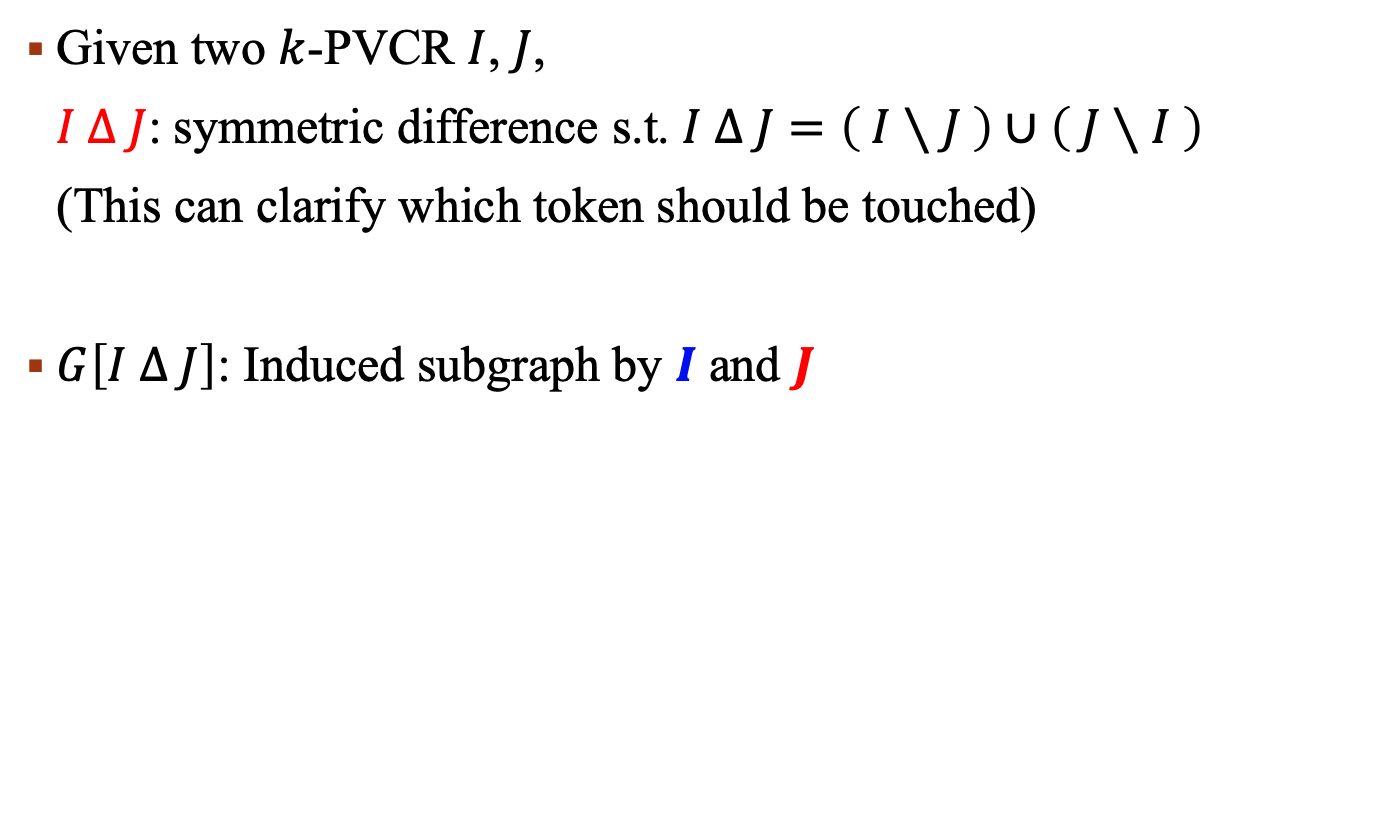 ▪ Given two k-PVCR I, J,
I Δ J: symmetric difference s.t. I Δ J = ( I \ J ) ∪ ( J \ I )
(This can clarify which token should be touched)
▪ G[I Δ J]: Induced subgraph by I and J